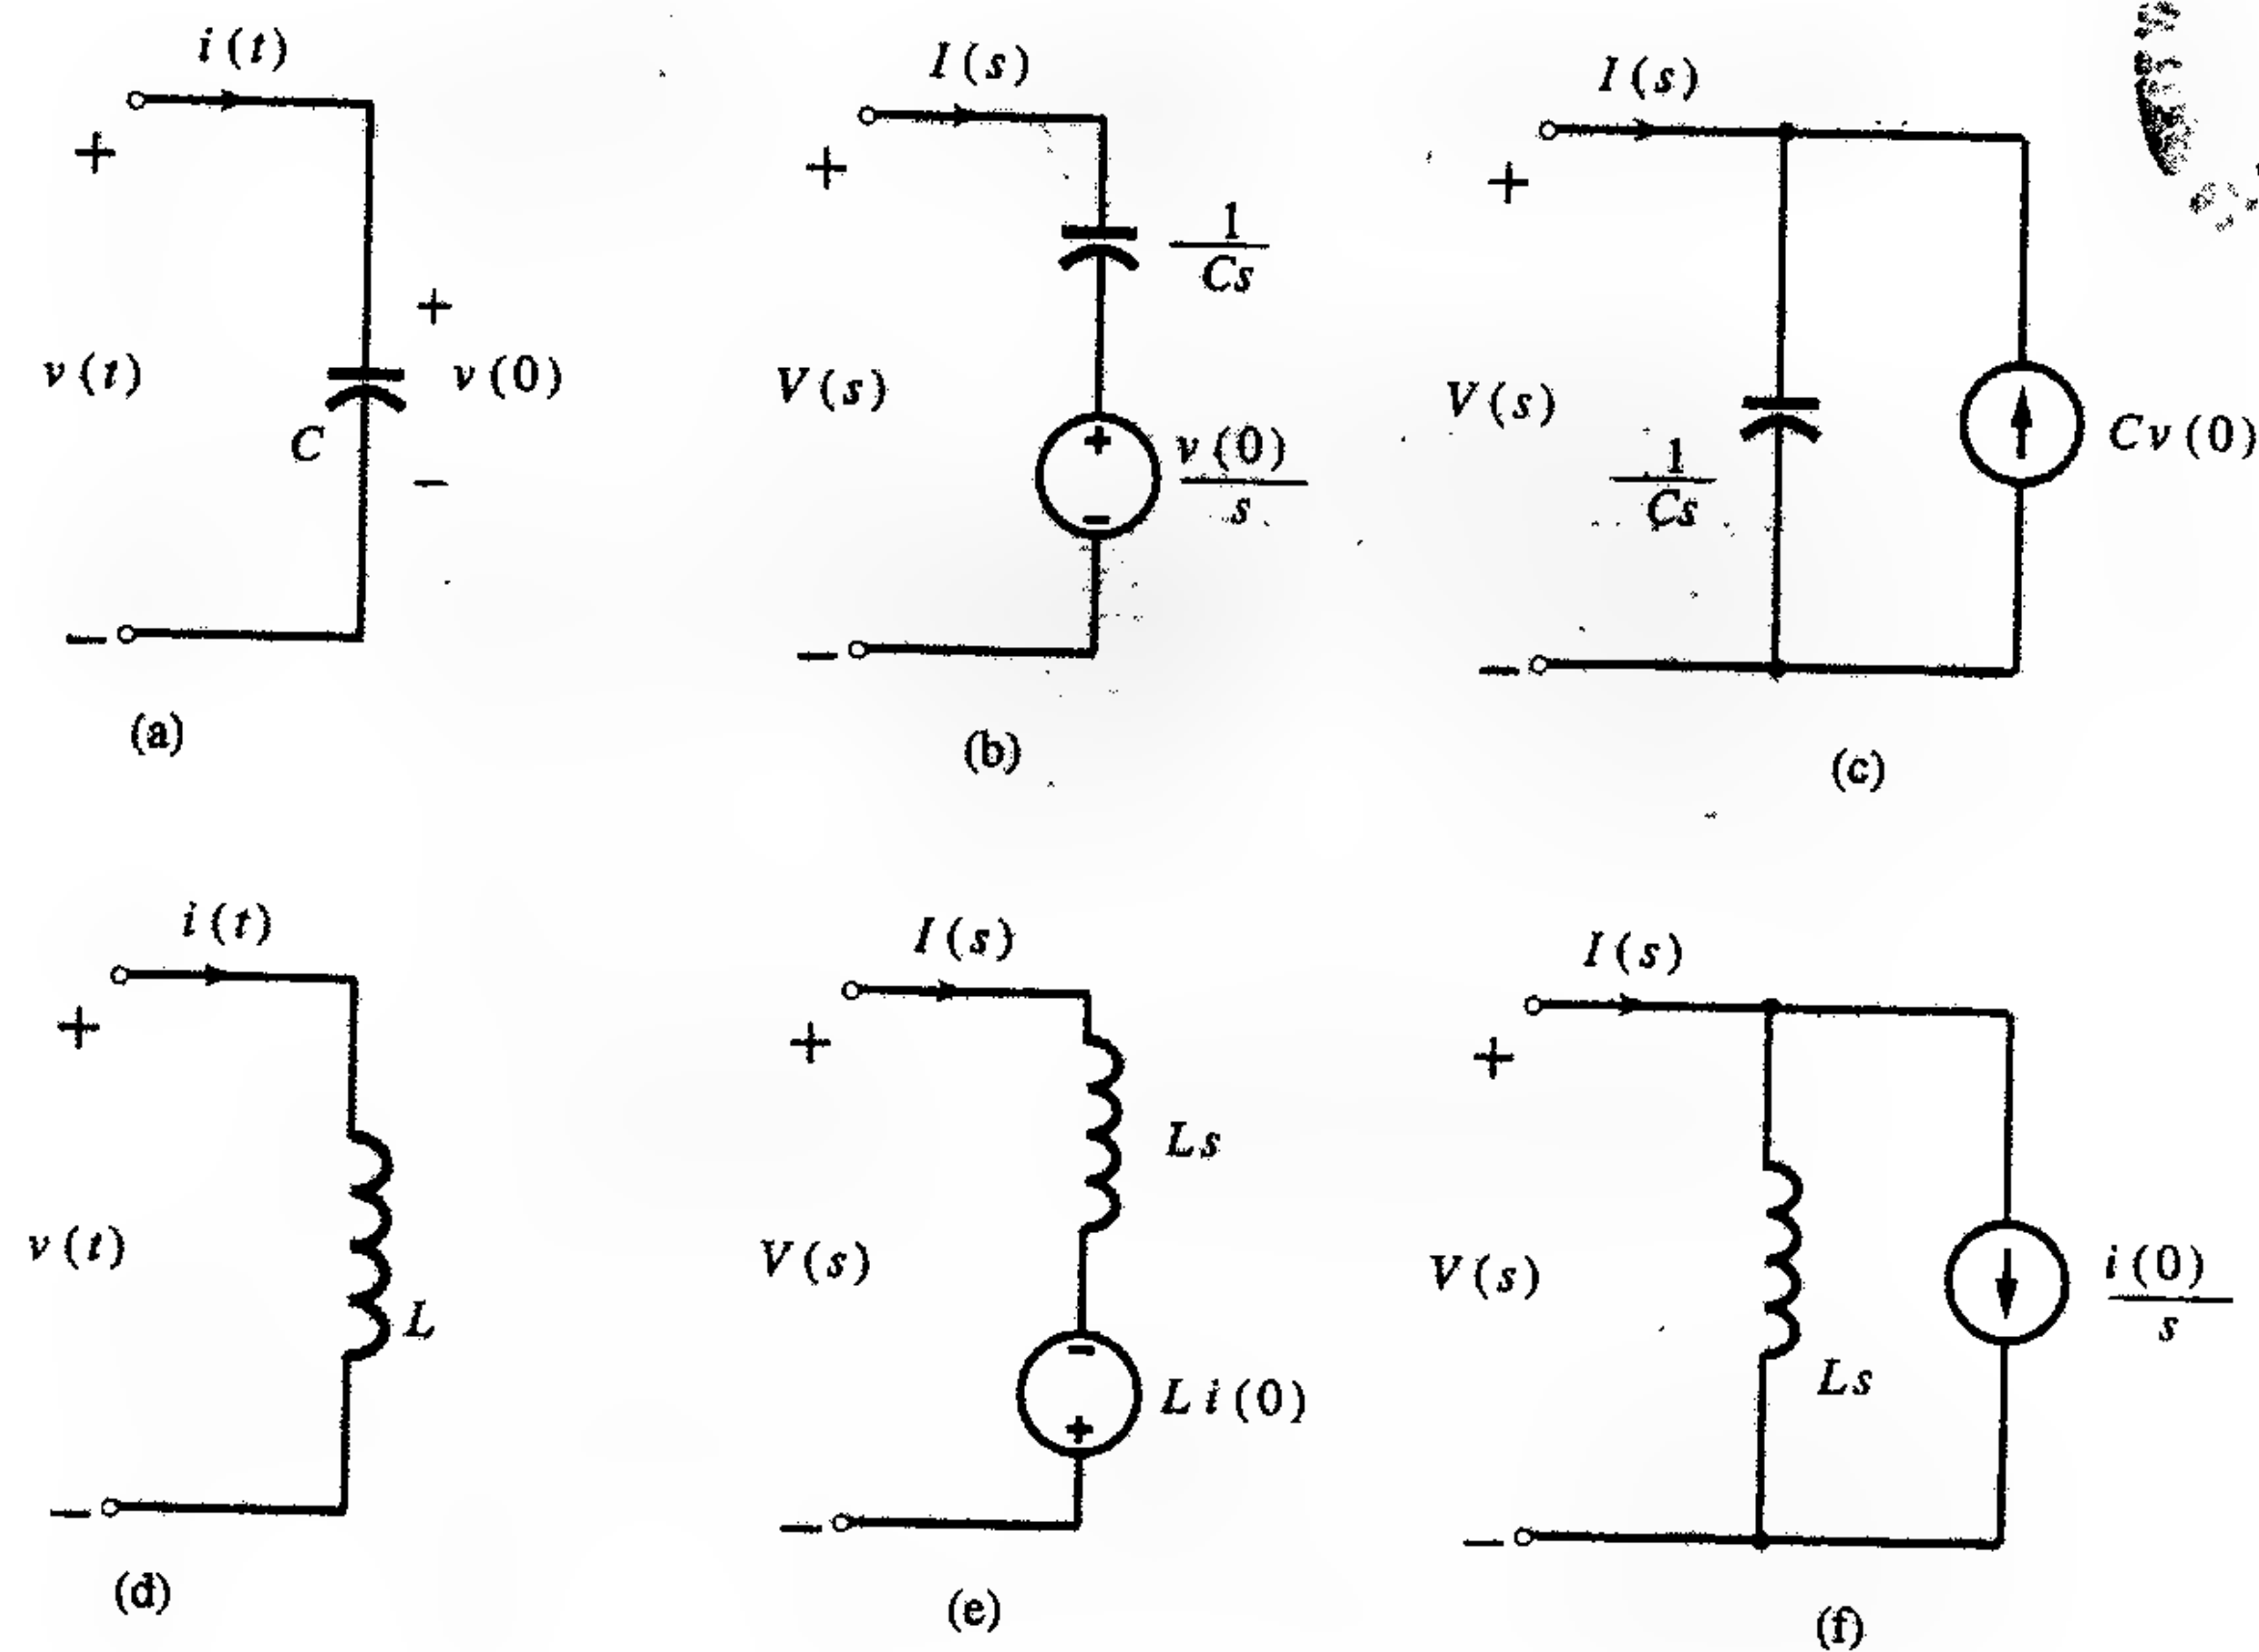 i(t)
+
v(t)
+
v(0)
−
C
−
(a)
I(s)
+
V(s)
1
Cs
+
−
v(0)
s
−
(b)
I(s)
+
V(s)
1
Cs
Cv(0)
−
(c)
i(t)
+
v(t)
L
−
(d)
I(s)
+
V(s)
Ls
−
+
Li(0)
−
(e)
I(s)
+
V(s)
Ls
i(0)
s
−
(f)